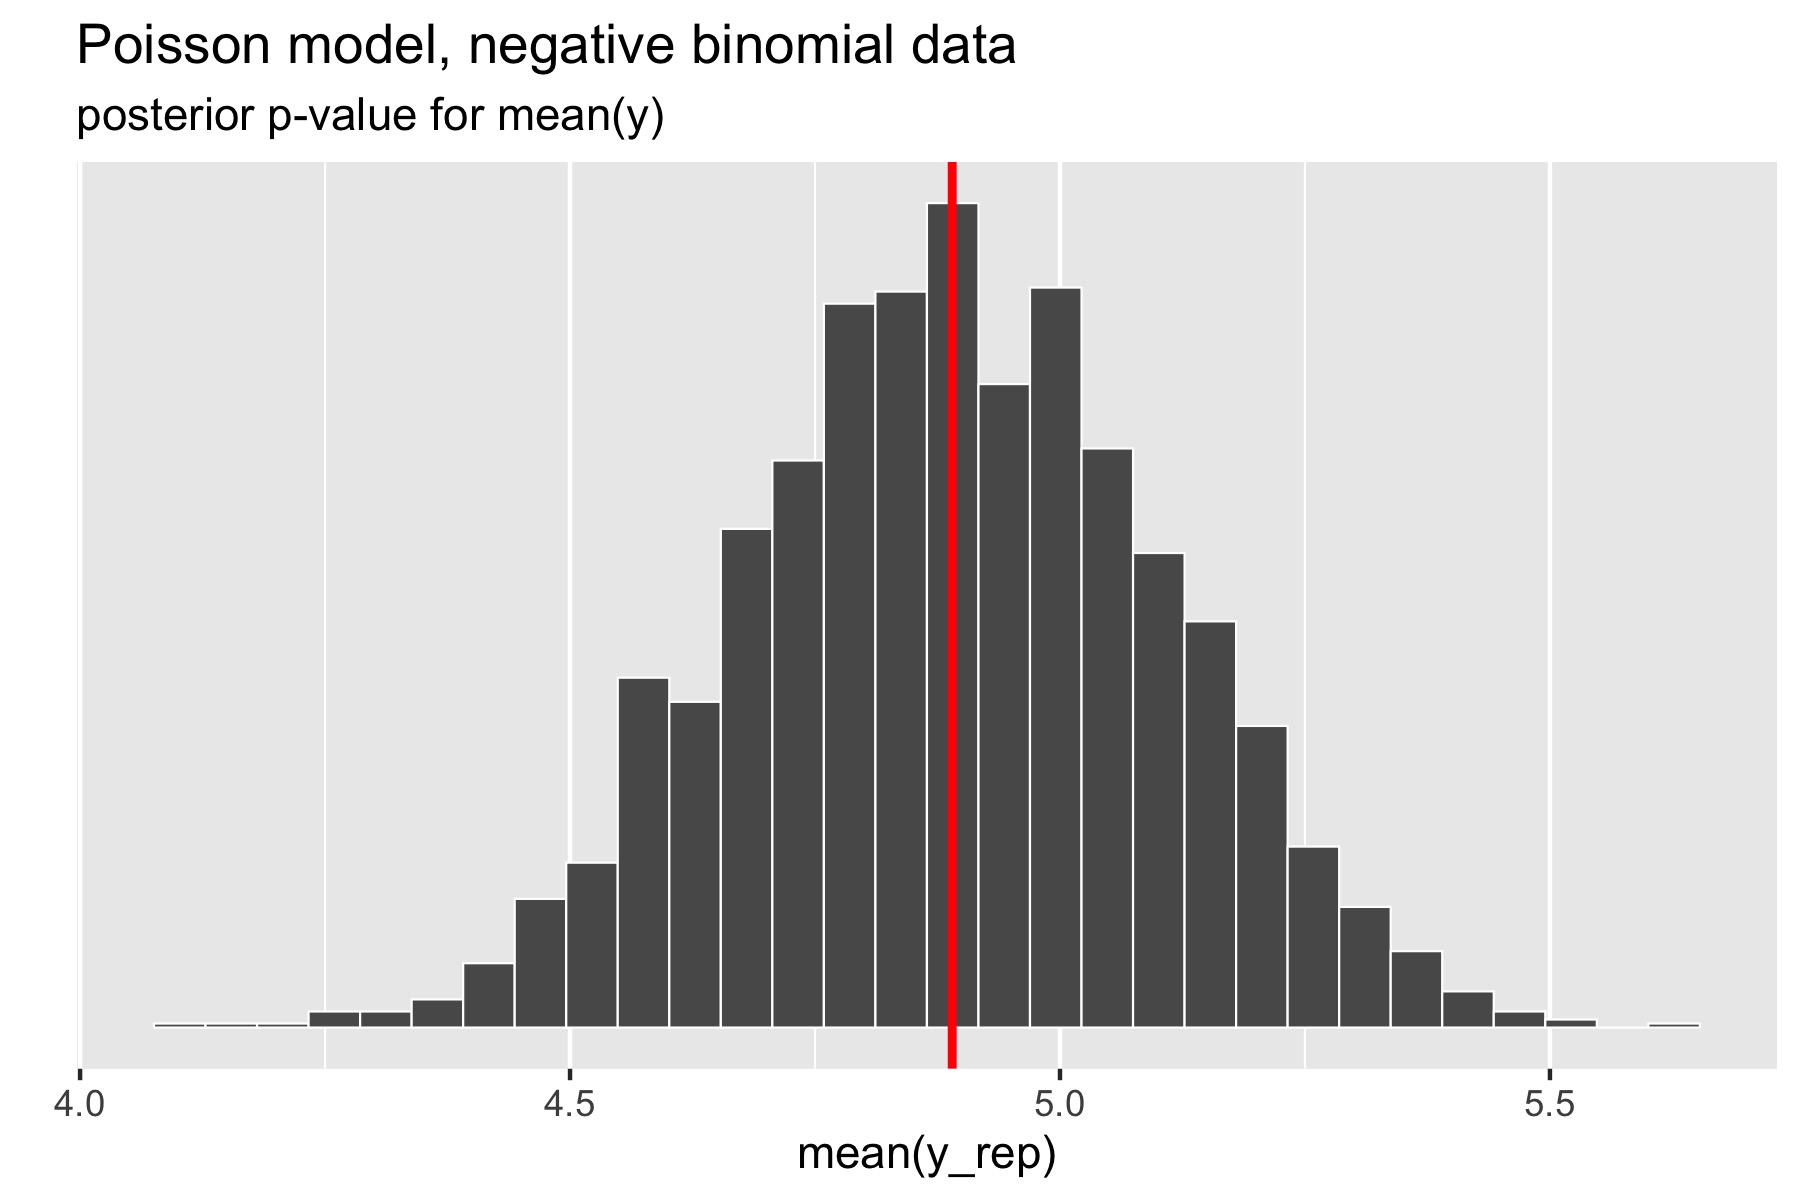 Poisson model, negative binomial data
posterior p-value for mean(y)
4.0 4.5 5.0 5.5
mean(y_rep)